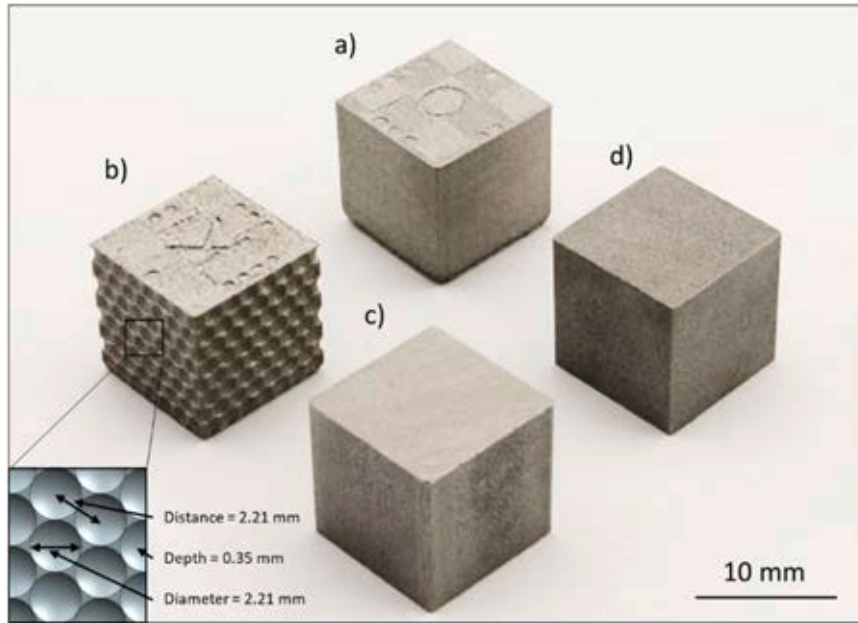 a)
b)
d)
c)
Distance = 2.21 mm
Depth = 0.35 mm
Diameter = 2.21 mm
10 mm